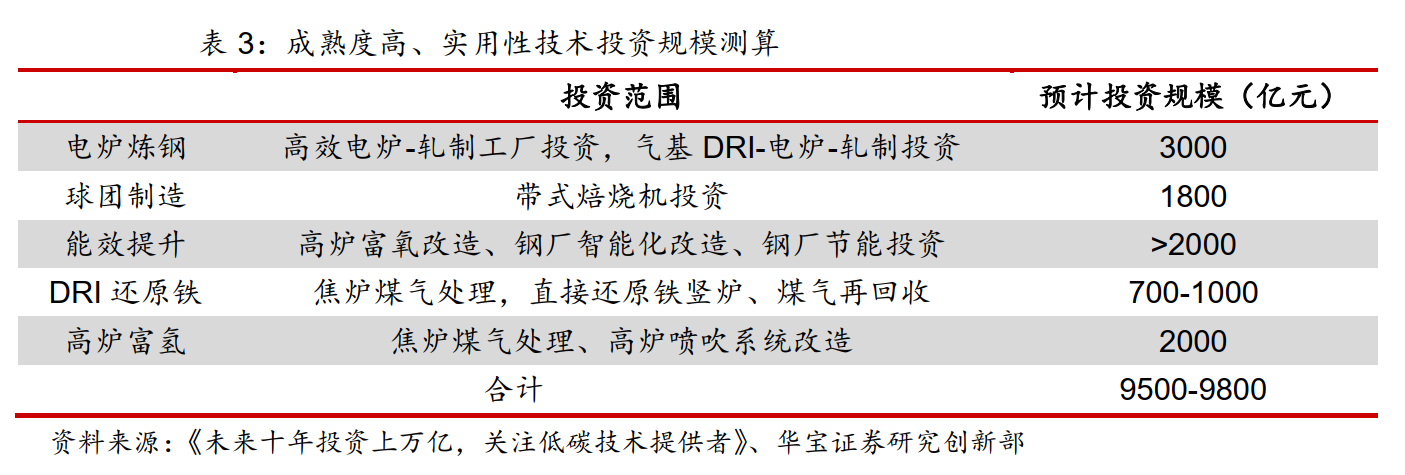 表 3：成熟度高、实用性技术投资规模测算
投资范围 预计投资规模（亿元）
电炉炼钢 高效电炉-轧制工厂投资，气基 DRI-电炉-轧制投资 3000
球团制造 带式焙烧机投资 1800
能效提升 高炉富氧改造、钢厂智能化改造、钢厂节能投资 >2000
DRI 还原铁 焦炉煤气处理，直接还原铁竖炉、煤气再回收 700-1000
高炉富氢 焦炉煤气处理、高炉喷吹系统改造 2000
合计 9500-9800
资料来源：《未来十年投资上万亿，关注低碳技术提供者》、华宝证券研究创新部